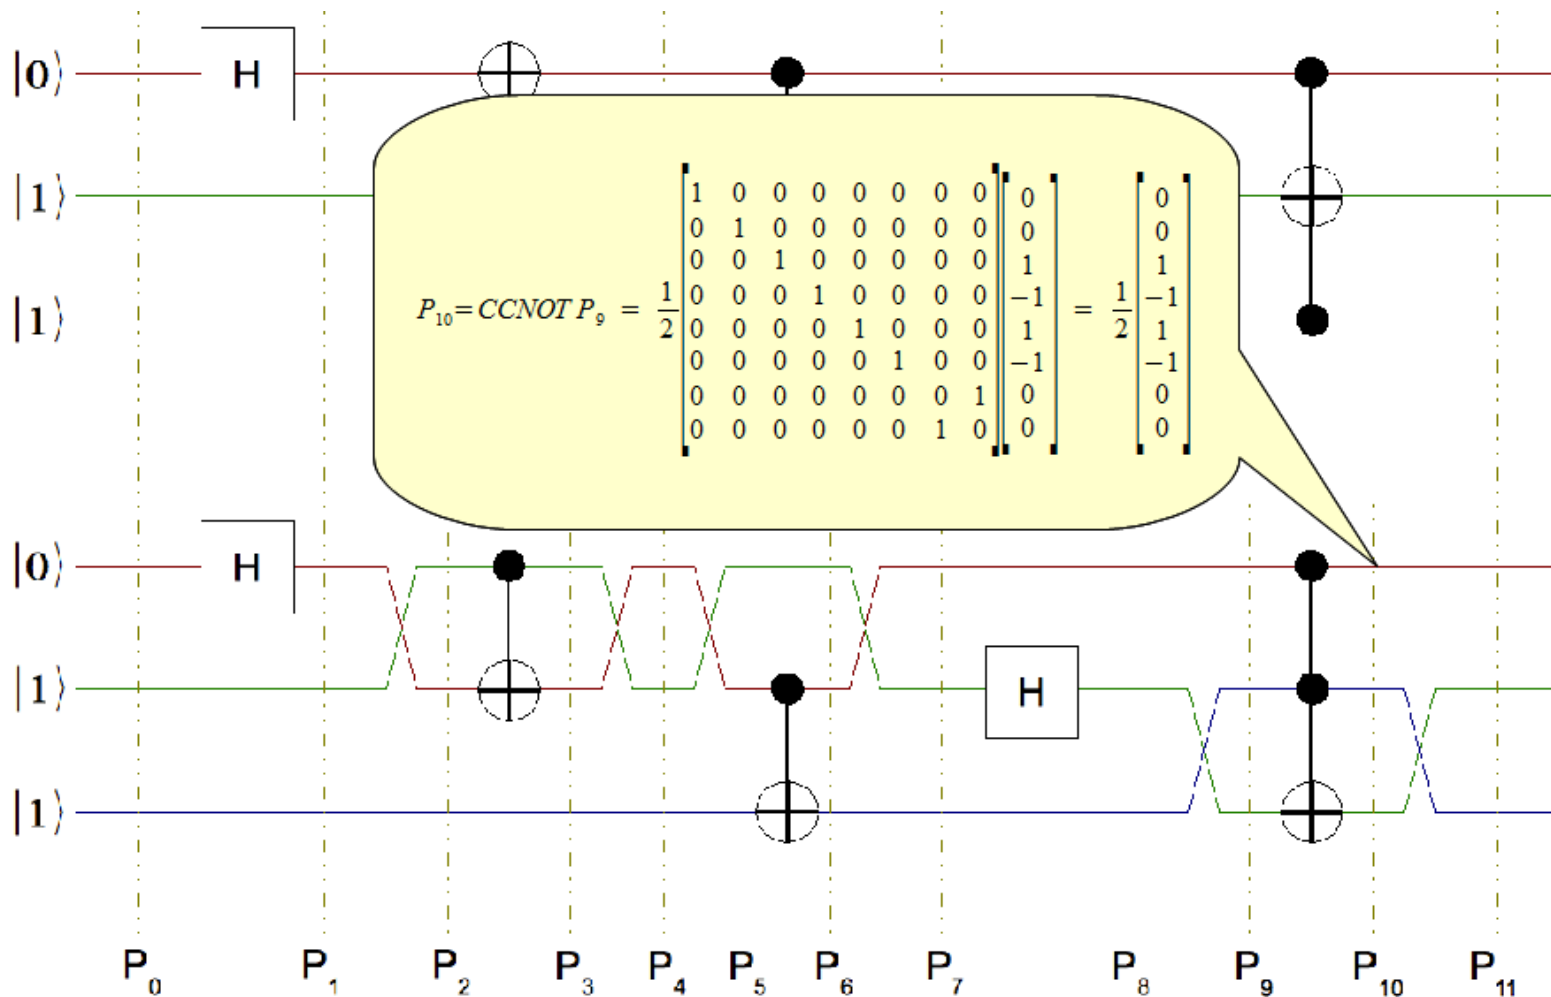 |0⟩ H
|1⟩
|1⟩
P10 = CCNOT P9 = 1/2 [1 0 0 0 0 0 0 0] [0] = 1/2 [0]
[0 1 0 0 0 0 0 0] [0] [0]
[0 0 1 0 0 0 0 0] [1] [1]
[0 0 0 1 0 0 0 0] [−1] [−1]
[0 0 0 0 1 0 0 0] [1] [1]
[0 0 0 0 0 1 0 0] [−1] [−1]
[0 0 0 0 0 0 0 1] [0] [0]
[0 0 0 0 0 0 1 0] [0] [0]
|0⟩ H
|1⟩ H
|1⟩
P0 P1 P2 P3 P4 P5 P6 P7 P8 P9 P10 P11